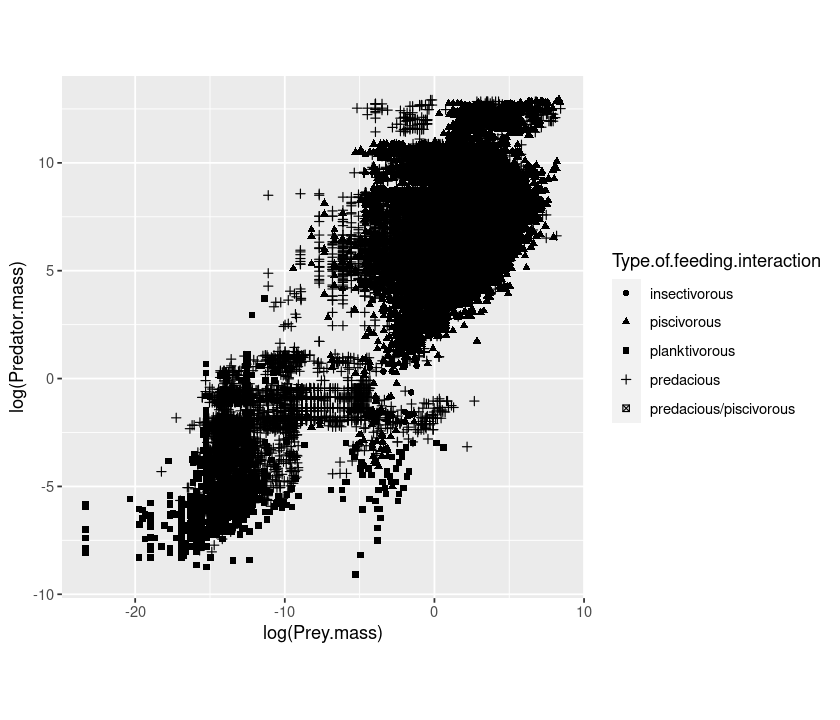 10
5
0
-5
-10
-20
-10
0
10
log(Prey.mass)
log(Predator.mass)
Type.of.feeding.interaction
insectivorous
piscivorous
planktivorous
predacious
predacious/piscivorous